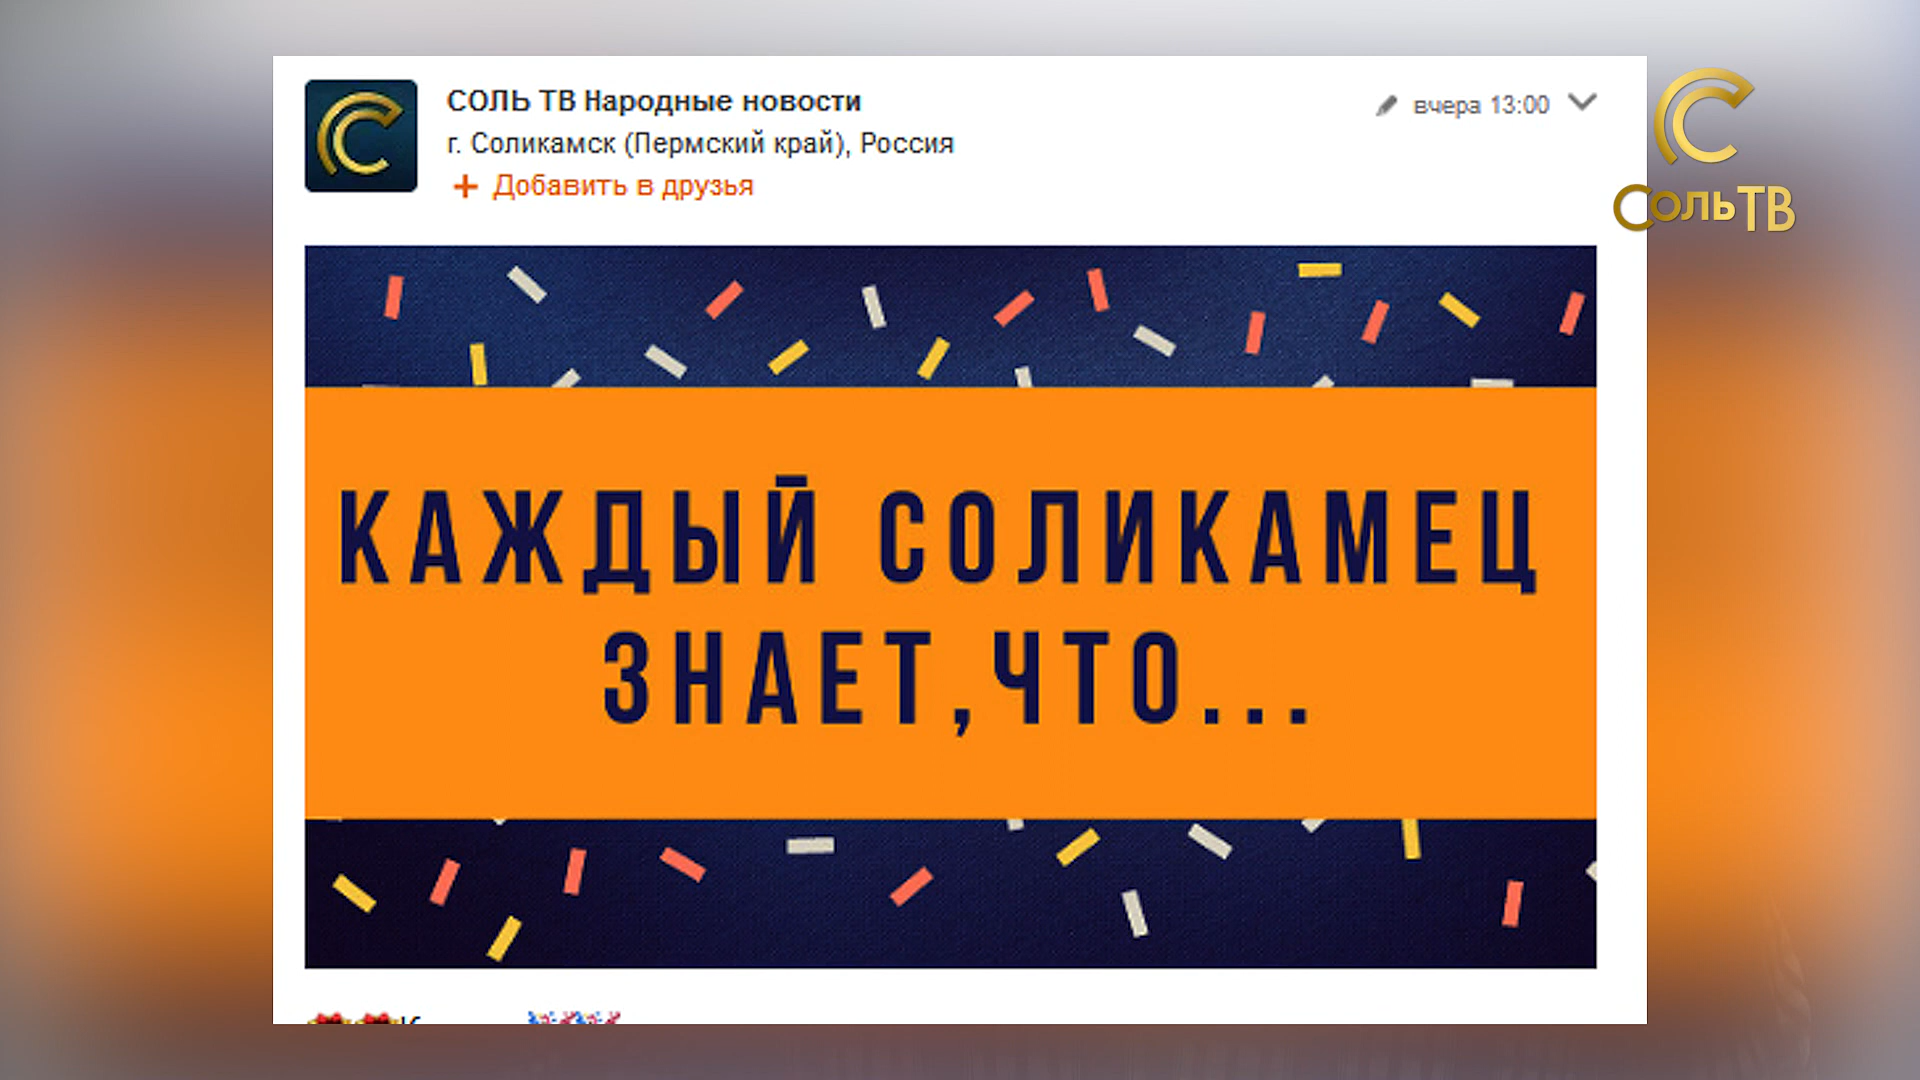 СОЛЬ ТВ Народные новости
вчера 13:00
г. Соликамск (Пермский край), Россия
+ Добавить в друзья
СольТВ
КАЖДЫЙ СОЛИКАМЕЦ
ЗНАЕТ,ЧТО...